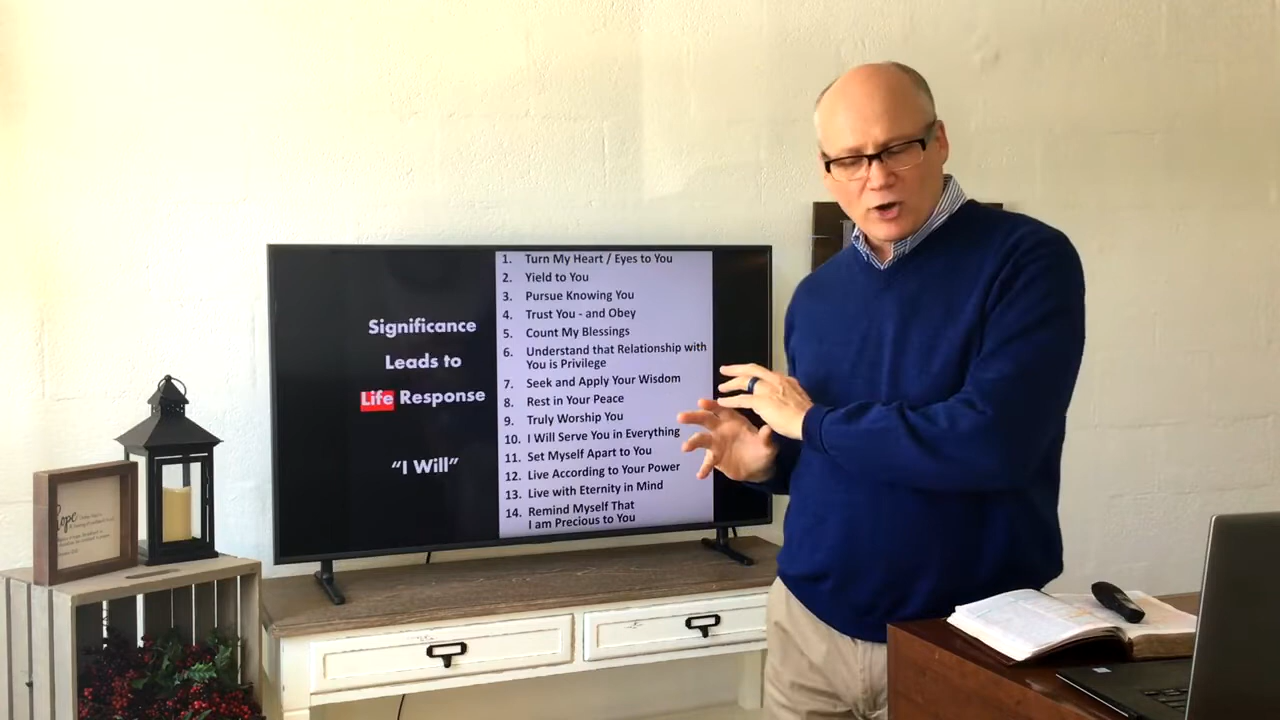 Significance
Leads to
Life Response
“I Will”
1. Turn My Heart / Eyes to You
2. Yield to You
3. Pursue Knowing You
4. Trust You - and Obey
5. Count My Blessings
6. Understand that Relationship with
You is Privilege
7. Seek and Apply Your Wisdom
8. Rest in Your Peace
9. Truly Worship You
10. I Will Serve You in Everything
11. Set Myself Apart to You
12. Live According to Your Power
13. Live with Eternity in Mind
14. Remind Myself That
I am Precious to You
hope